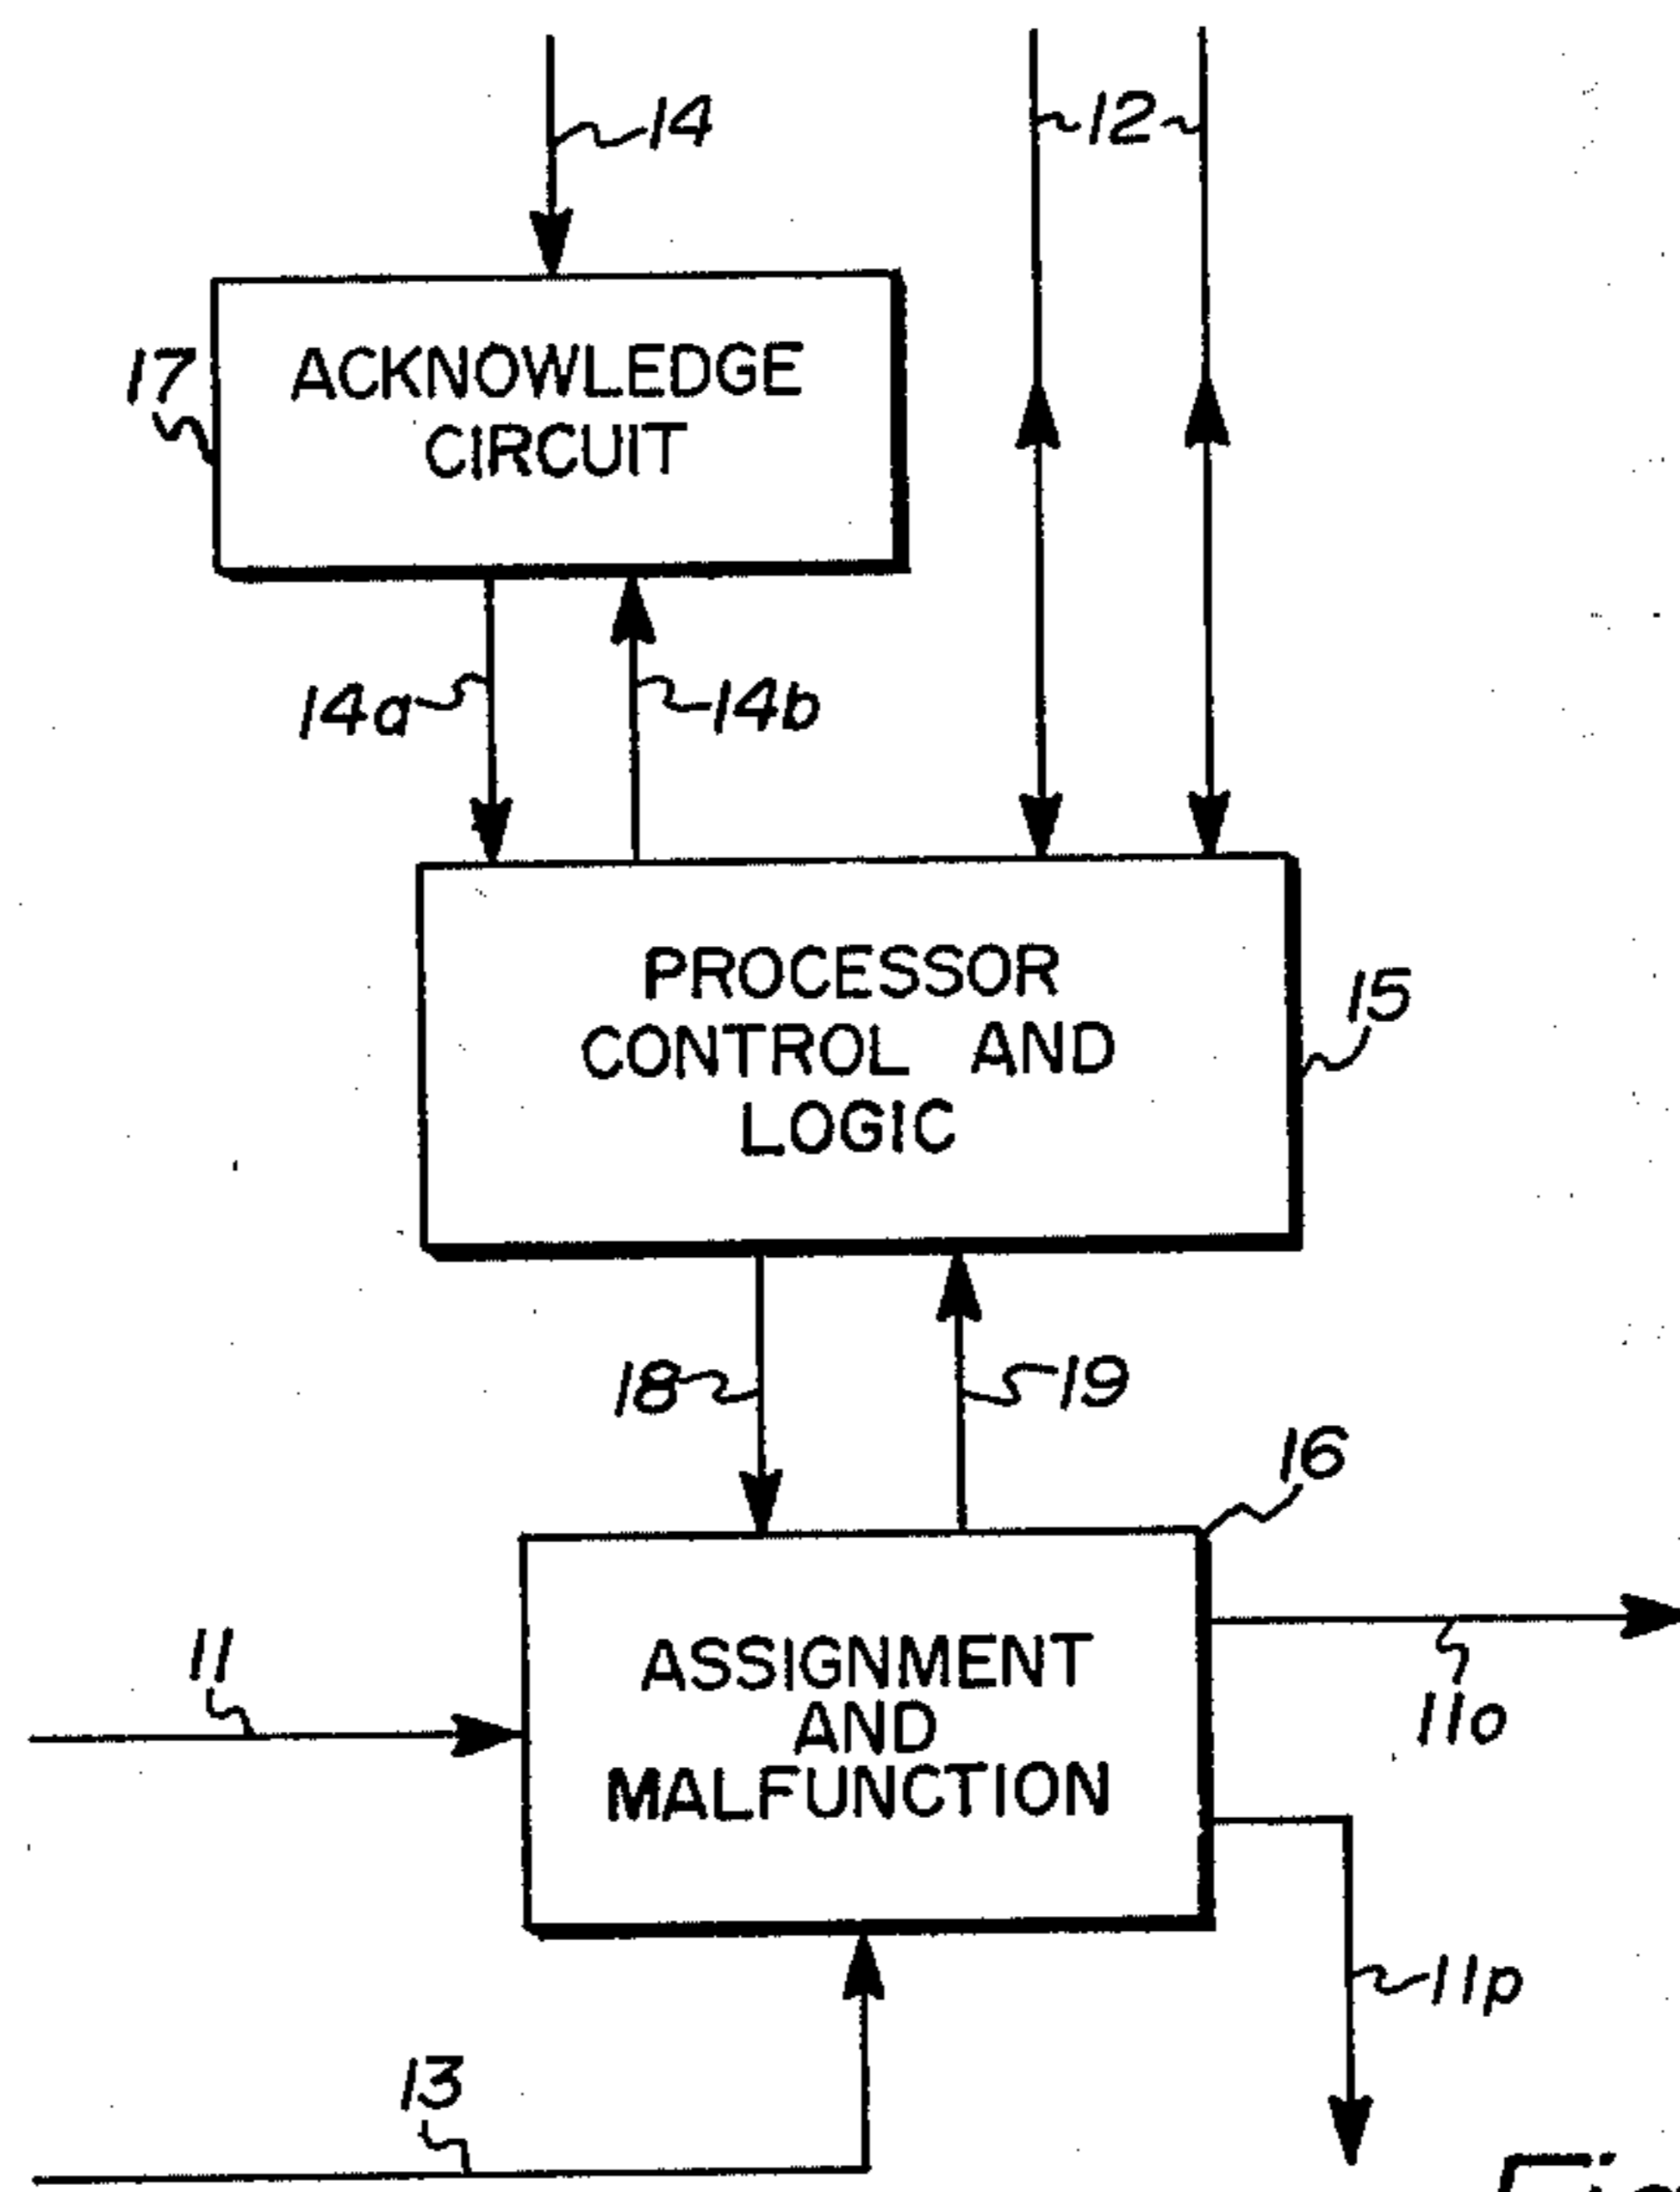 14
12
17
ACKNOWLEDGE
CIRCUIT
14a
14b
PROCESSOR
CONTROL AND
LOGIC
15
18
19
16
11
ASSIGNMENT
AND
MALFUNCTION
11o
11p
13